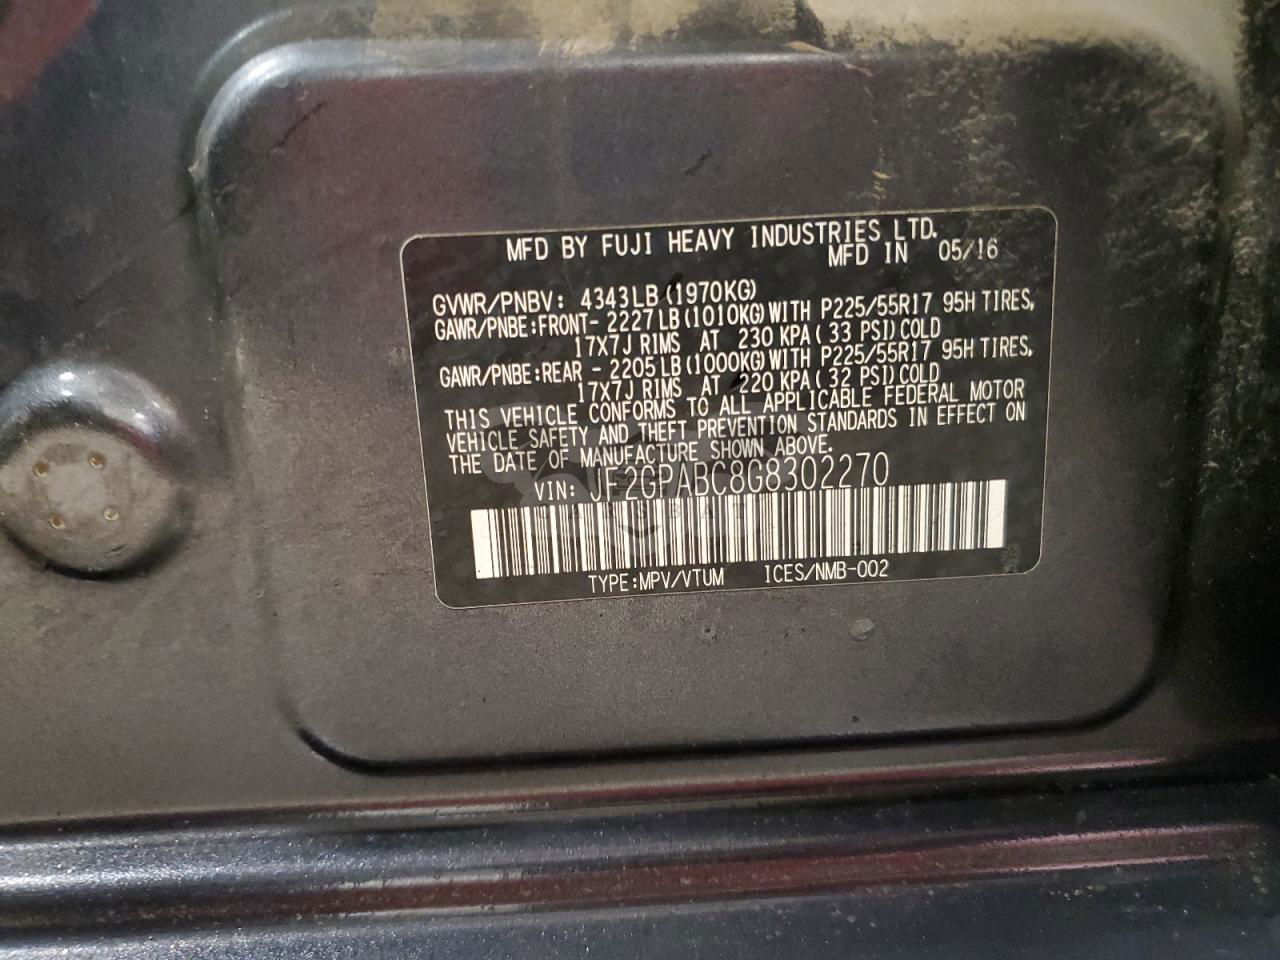 MFD BY FUJI HEAVY INDUSTRIES LTD.
MFD IN 05/16
GVWR/PNBV: 4343LB (1970KG)
GAWR/PNBE:FRONT- 2227LB(1010KG)WITH P225/55R17 95H TIRES,
17X7J RIMS AT 230 KPA( 33 PSI)COLD
GAWR/PNBE:REAR - 2205LB(1000KG)WITH P225/55R17 95H TIRES,
17X7J RIMS AT 220 KPA( 32 PSI)COLD
THIS VEHICLE CONFORMS TO ALL APPLICABLE FEDERAL MOTOR
VEHICLE SAFETY AND THEFT PREVENTION STANDARDS IN EFFECT ON
THE DATE OF MANUFACTURE SHOWN ABOVE.
VIN: JF2GPABC8G8302270
TYPE:MPV/VTUM ICES/NMB-002